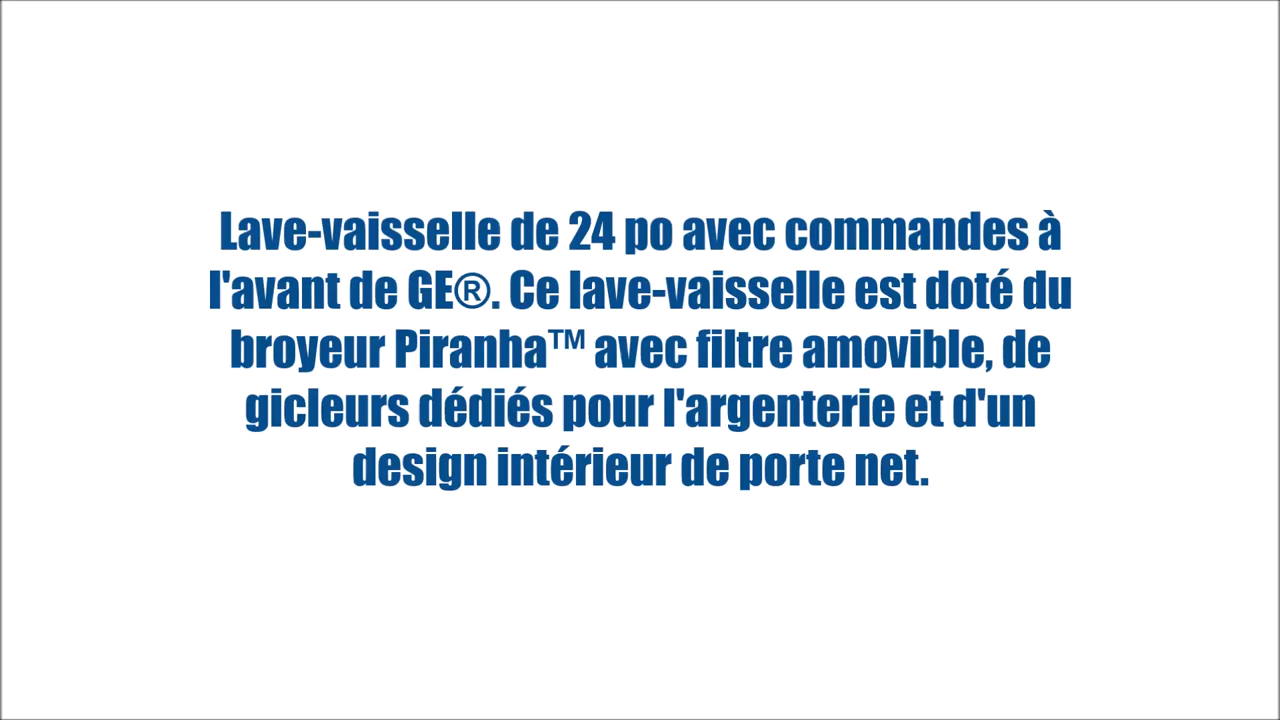 Lave-vaisselle de 24 po avec commandes à
l'avant de GE®. Ce lave-vaisselle est doté du
broyeur Piranha™ avec filtre amovible, de
gicleurs dédiés pour l'argenterie et d'un
design intérieur de porte net.